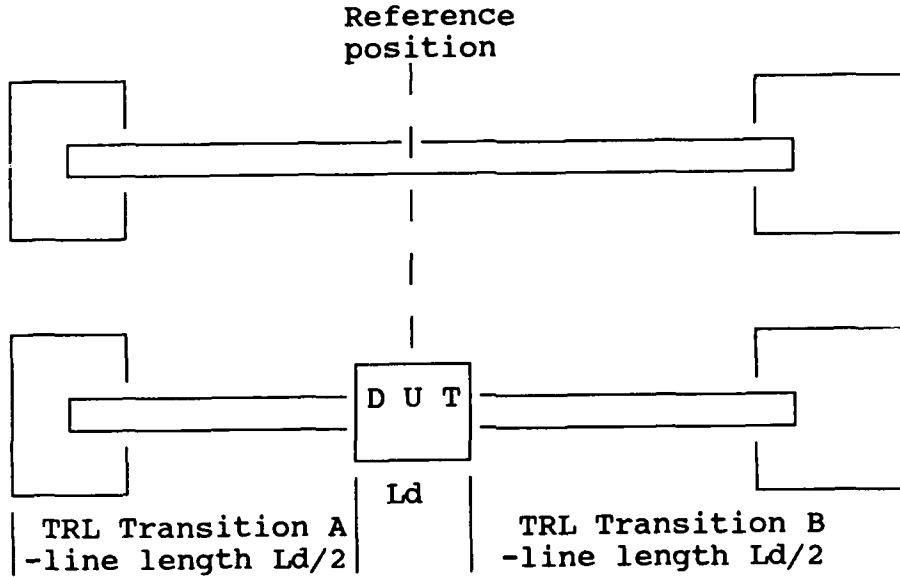 Reference
position
D U T
Ld
TRL Transition A
-line length Ld/2
TRL Transition B
-line length Ld/2